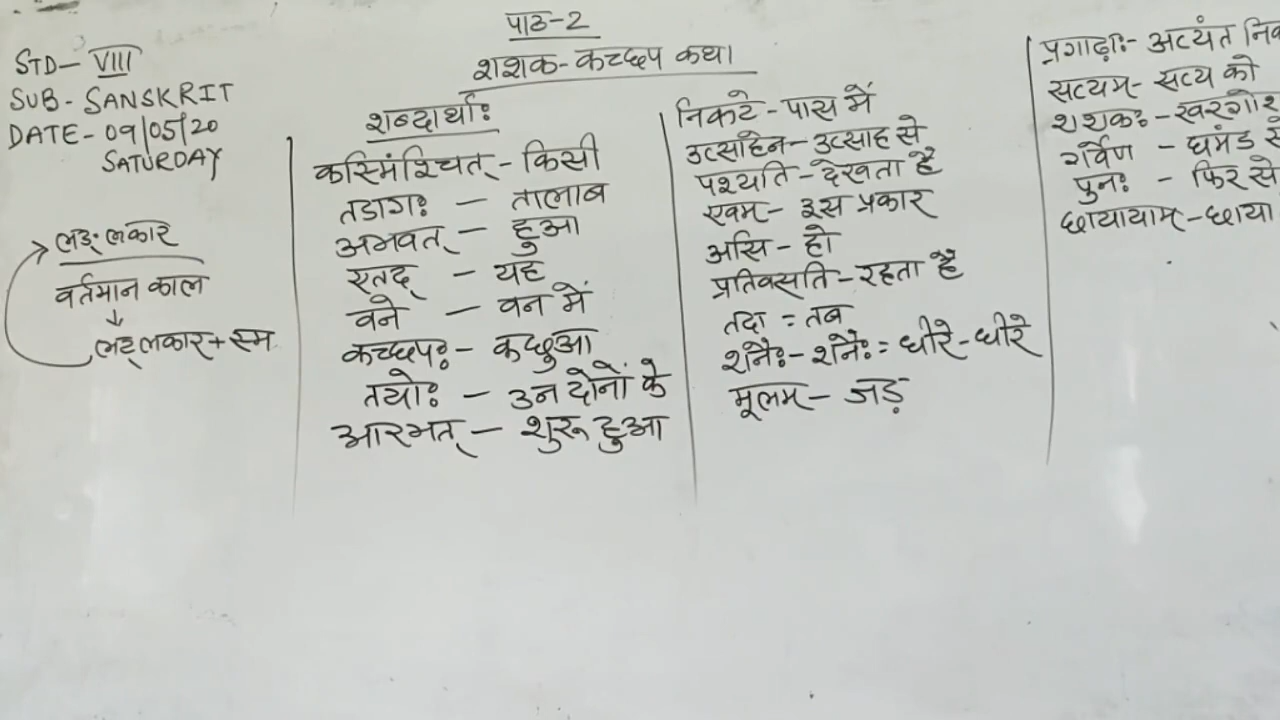 पाठ-2
शशक-कच्छप कथा
STD- VIII
SUB - SANSKRIT
DATE - 09/05/20
SATURDAY
लङ्-लकार
वर्तमान काल
↓
लट्लकार + स्म
शब्दार्थाः
कस्मिंश्चित् - किसी
तडागः - तालाब
अभवत् - हुआ
एतद् - यह
वने - वन में
कच्छपः - कछुआ
तयोः - उन दोनों के
आरभत् - शुरू हुआ
निकटे - पास में
उत्साहेन - उत्साह से
पश्यति - देखता है
एवम् - इस प्रकार
असि - हो
प्रतिवसति - रहता है
तदा = तब
शनैः - शनैः = धीरे-धीरे
मूलम् - जड़
प्रगाढ़ाः - अत्यंत
सत्यम् - सत्य को
शशकः - खरगोश
गर्वेण - घमंड से
पुनः - फिर से
छायायाम् - छाया